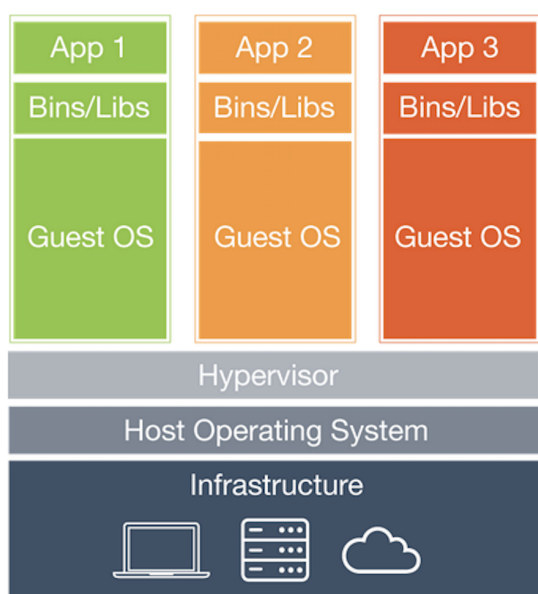 App 1
App 2
App 3
Bins/Libs
Bins/Libs
Bins/Libs
Guest OS
Guest OS
Guest OS
Hypervisor
Host Operating System
Infrastructure